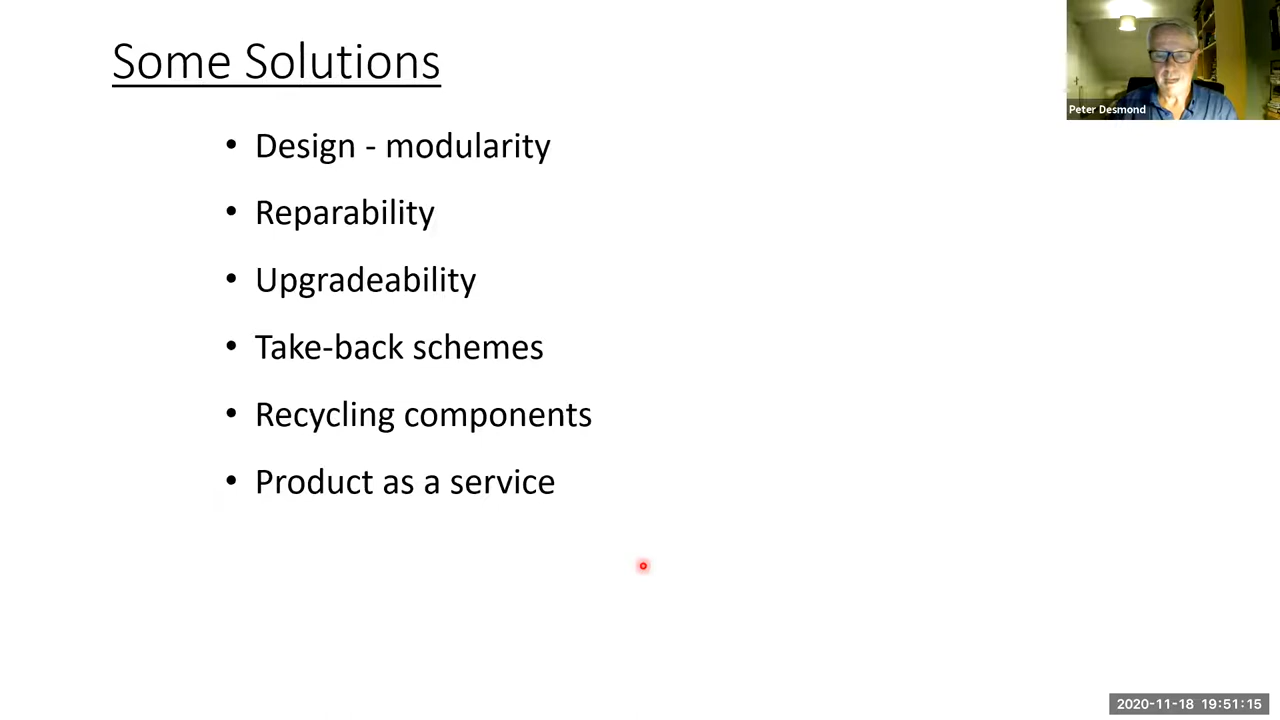 Some Solutions
• Design - modularity
• Reparability
• Upgradeability
• Take-back schemes
• Recycling components
• Product as a service
Peter Desmond
2020-11-18 19:51:15